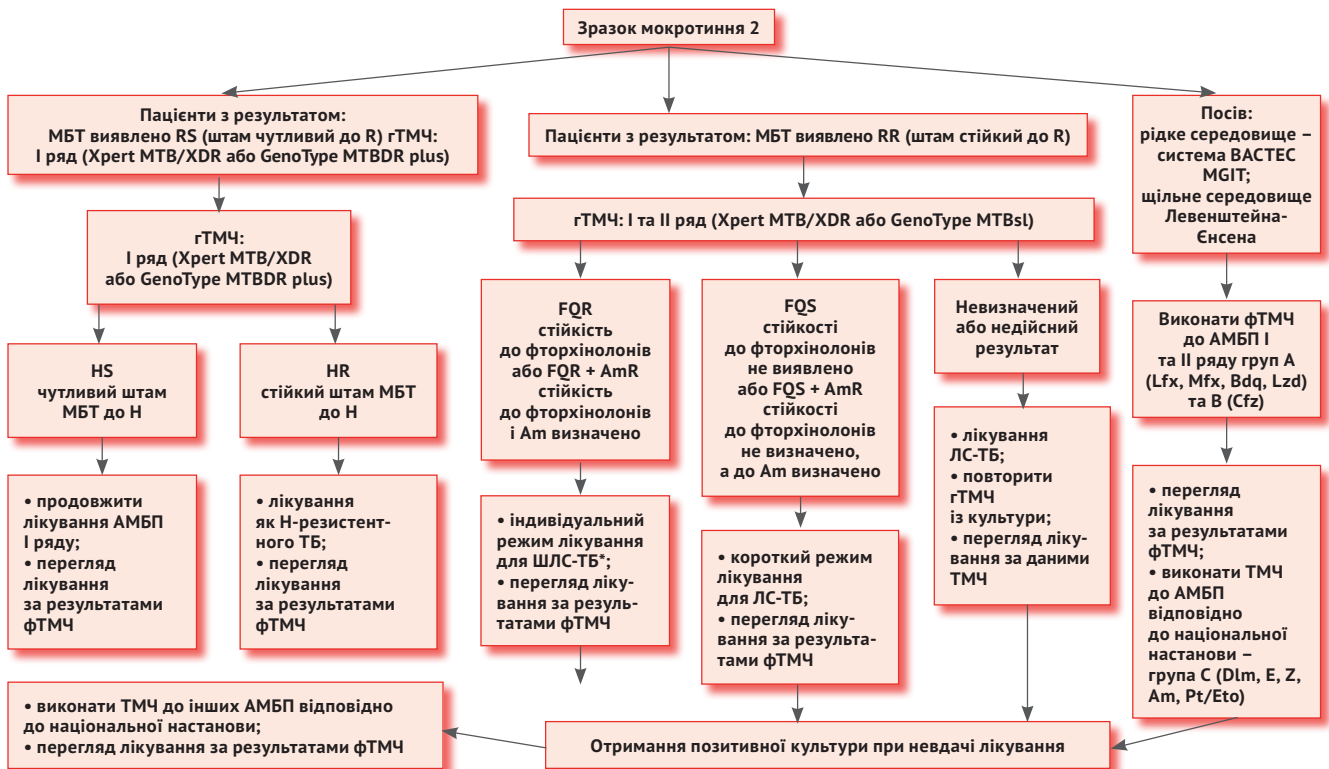 Зразок мокротиння 2
Пацієнти з результатом:
МБТ виявлено RS (штам чутливий до R) гТМЧ:
I ряд (Xpert MTB/XDR або GenoType MTBDR plus)
Пацієнти з результатом: МБТ виявлено RR (штам стійкий до R)
Посів:
рідке середовище –
система BACTEC
MGIT;
щільне середовище
Левенштейна-
Єнсена
гТМЧ:
I ряд (Xpert MTB/XDR
або GenoType MTBDR plus)
гТМЧ: I та II ряд (Xpert MTB/XDR або GenoType MTBsl)
HS
чутливий штам
МБТ до Н
HR
стійкий штам МБТ
до Н
FQR
стійкість
до фторхінолонів
або FQR + AmR
стійкість
до фторхінолонів
і Am визначено
FQS
стійкості
до фторхінолонів
не виявлено
або FQS + AmR
стійкості
до фторхінолонів
не визначено,
а до Am визначено
Невизначений
або недійсний
результат
Виконати фТМЧ
до АМБП I
та II ряду груп А
(Lfx, Mfx, Bdq, Lzd)
та В (Cfz)
• продовжити
лікування АМБП
I ряду;
• перегляд
лікування
за результатами
фТМЧ
• лікування
як Н-резистент-
ного ТБ;
• перегляд
лікування
за результатами
фТМЧ
• індивідуальний
режим лікування
для ШЛС-ТБ*;
• перегляд ліку-
вання за резуль-
татами фТМЧ
• короткий режим
лікування
для ЛС-ТБ;
• перегляд ліку-
вання за результа-
тами фТМЧ
• лікування
ЛС-ТБ;
• повторити
гТМЧ
із культури;
• перегляд ліку-
вання за даними
ТМЧ
• перегляд
лікування
за результатами
фТМЧ;
• виконати ТМЧ
до АМБП
відповідно
до національної
настанови –
група С (Dlm, E, Z,
Am, Pt/Eto)
• виконати ТМЧ до інших АМБП відповідно
до національної настанови;
• перегляд лікування за результатами фТМЧ
Отримання позитивної культури при невдачі лікування